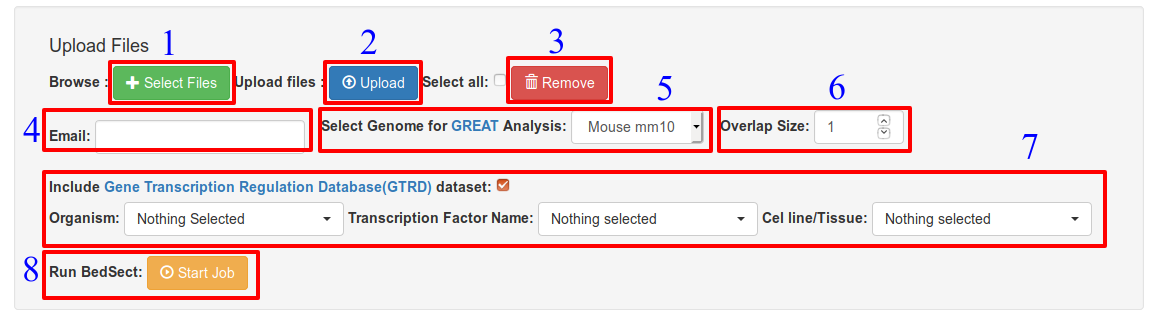 1 2 3
Upload Files
Browse : Select Files Upload files : Upload Select all: Remove
5 6
4 Email: Select Genome for GREAT Analysis: Mouse mm10 Overlap Size: 1
7
Include Gene Transcription Regulation Database(GTRD) dataset:
Organism: Nothing Selected Transcription Factor Name: Nothing selected Cel line/Tissue: Nothing selected
8 Run BedSect: Start Job